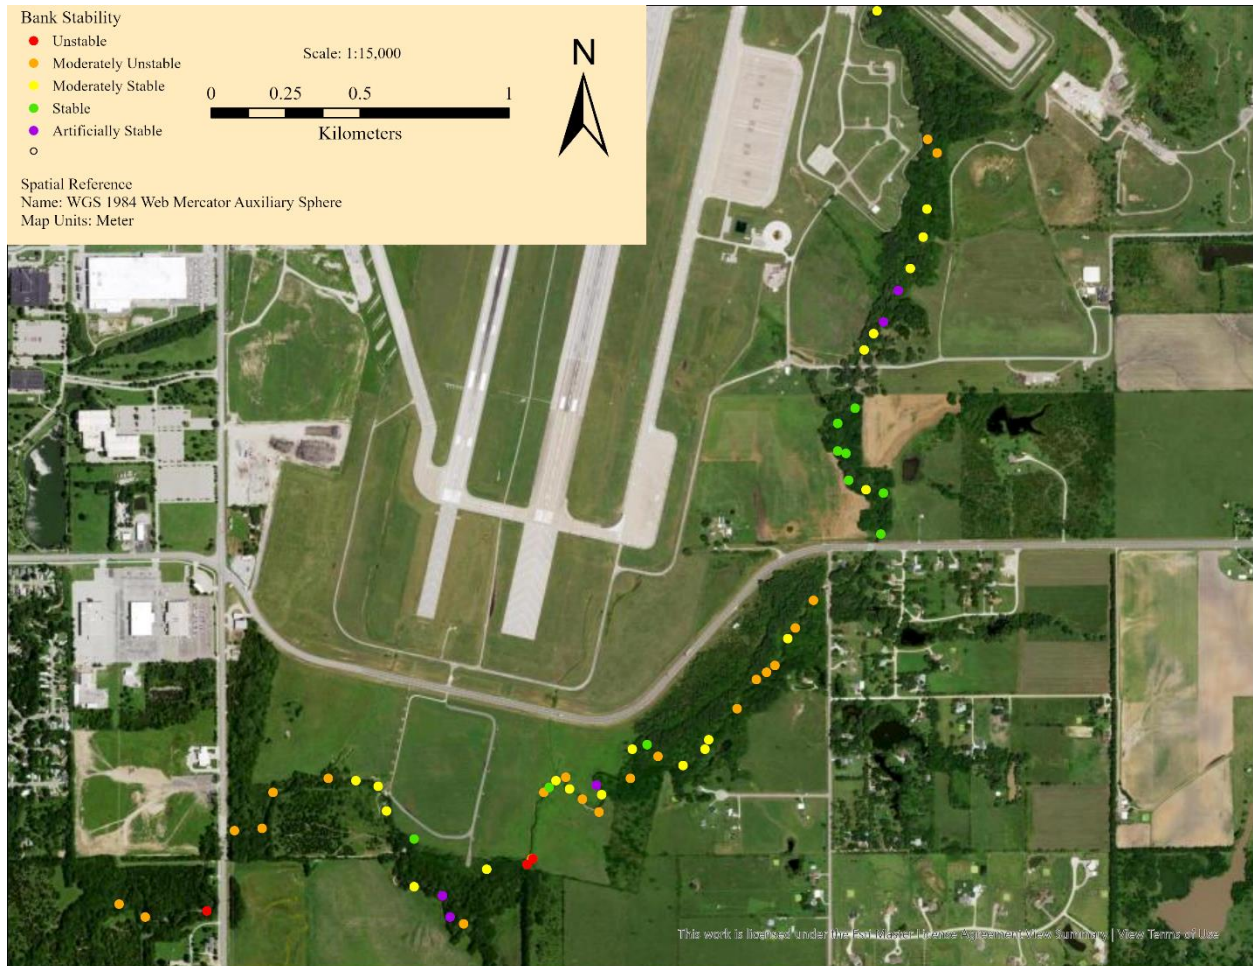 Bank Stability
Unstable
Moderately Unstable
Moderately Stable
Stable
Artificially Stable
Scale: 1:15,000
0 0.25 0.5 1
Kilometers
N
Spatial Reference
Name: WGS 1984 Web Mercator Auxiliary Sphere
Map Units: Meter
This work is licensed under the Esri Master License Agreement.View Summary | View Terms of Use